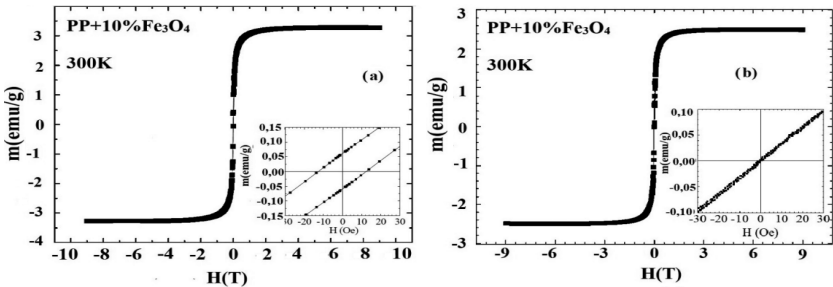 PP+10%Fe₃O₄
300K
(a)
m(emu/g)
3
2
1
0
-1
-2
-3
-4
-10 -8 -6 -4 -2 0 2 4 6 8 10
H(T)
m(emu/g)
0,15
0,10
0,05
0,00
-0,05
-0,10
-0,15
30 -20 -10 0 10 20 30
H (Oe)
PP+10%Fe₃O₄
300K
(b)
m(emu/g)
3
2
1
0
-1
-2
-3
-9 -6 -3 0 3 6 9
H(T)
m(emu/g)
0,10
0,05
0,00
-0,05
-0,10
-30 -20 -10 0 10 20 30
H (Oe)